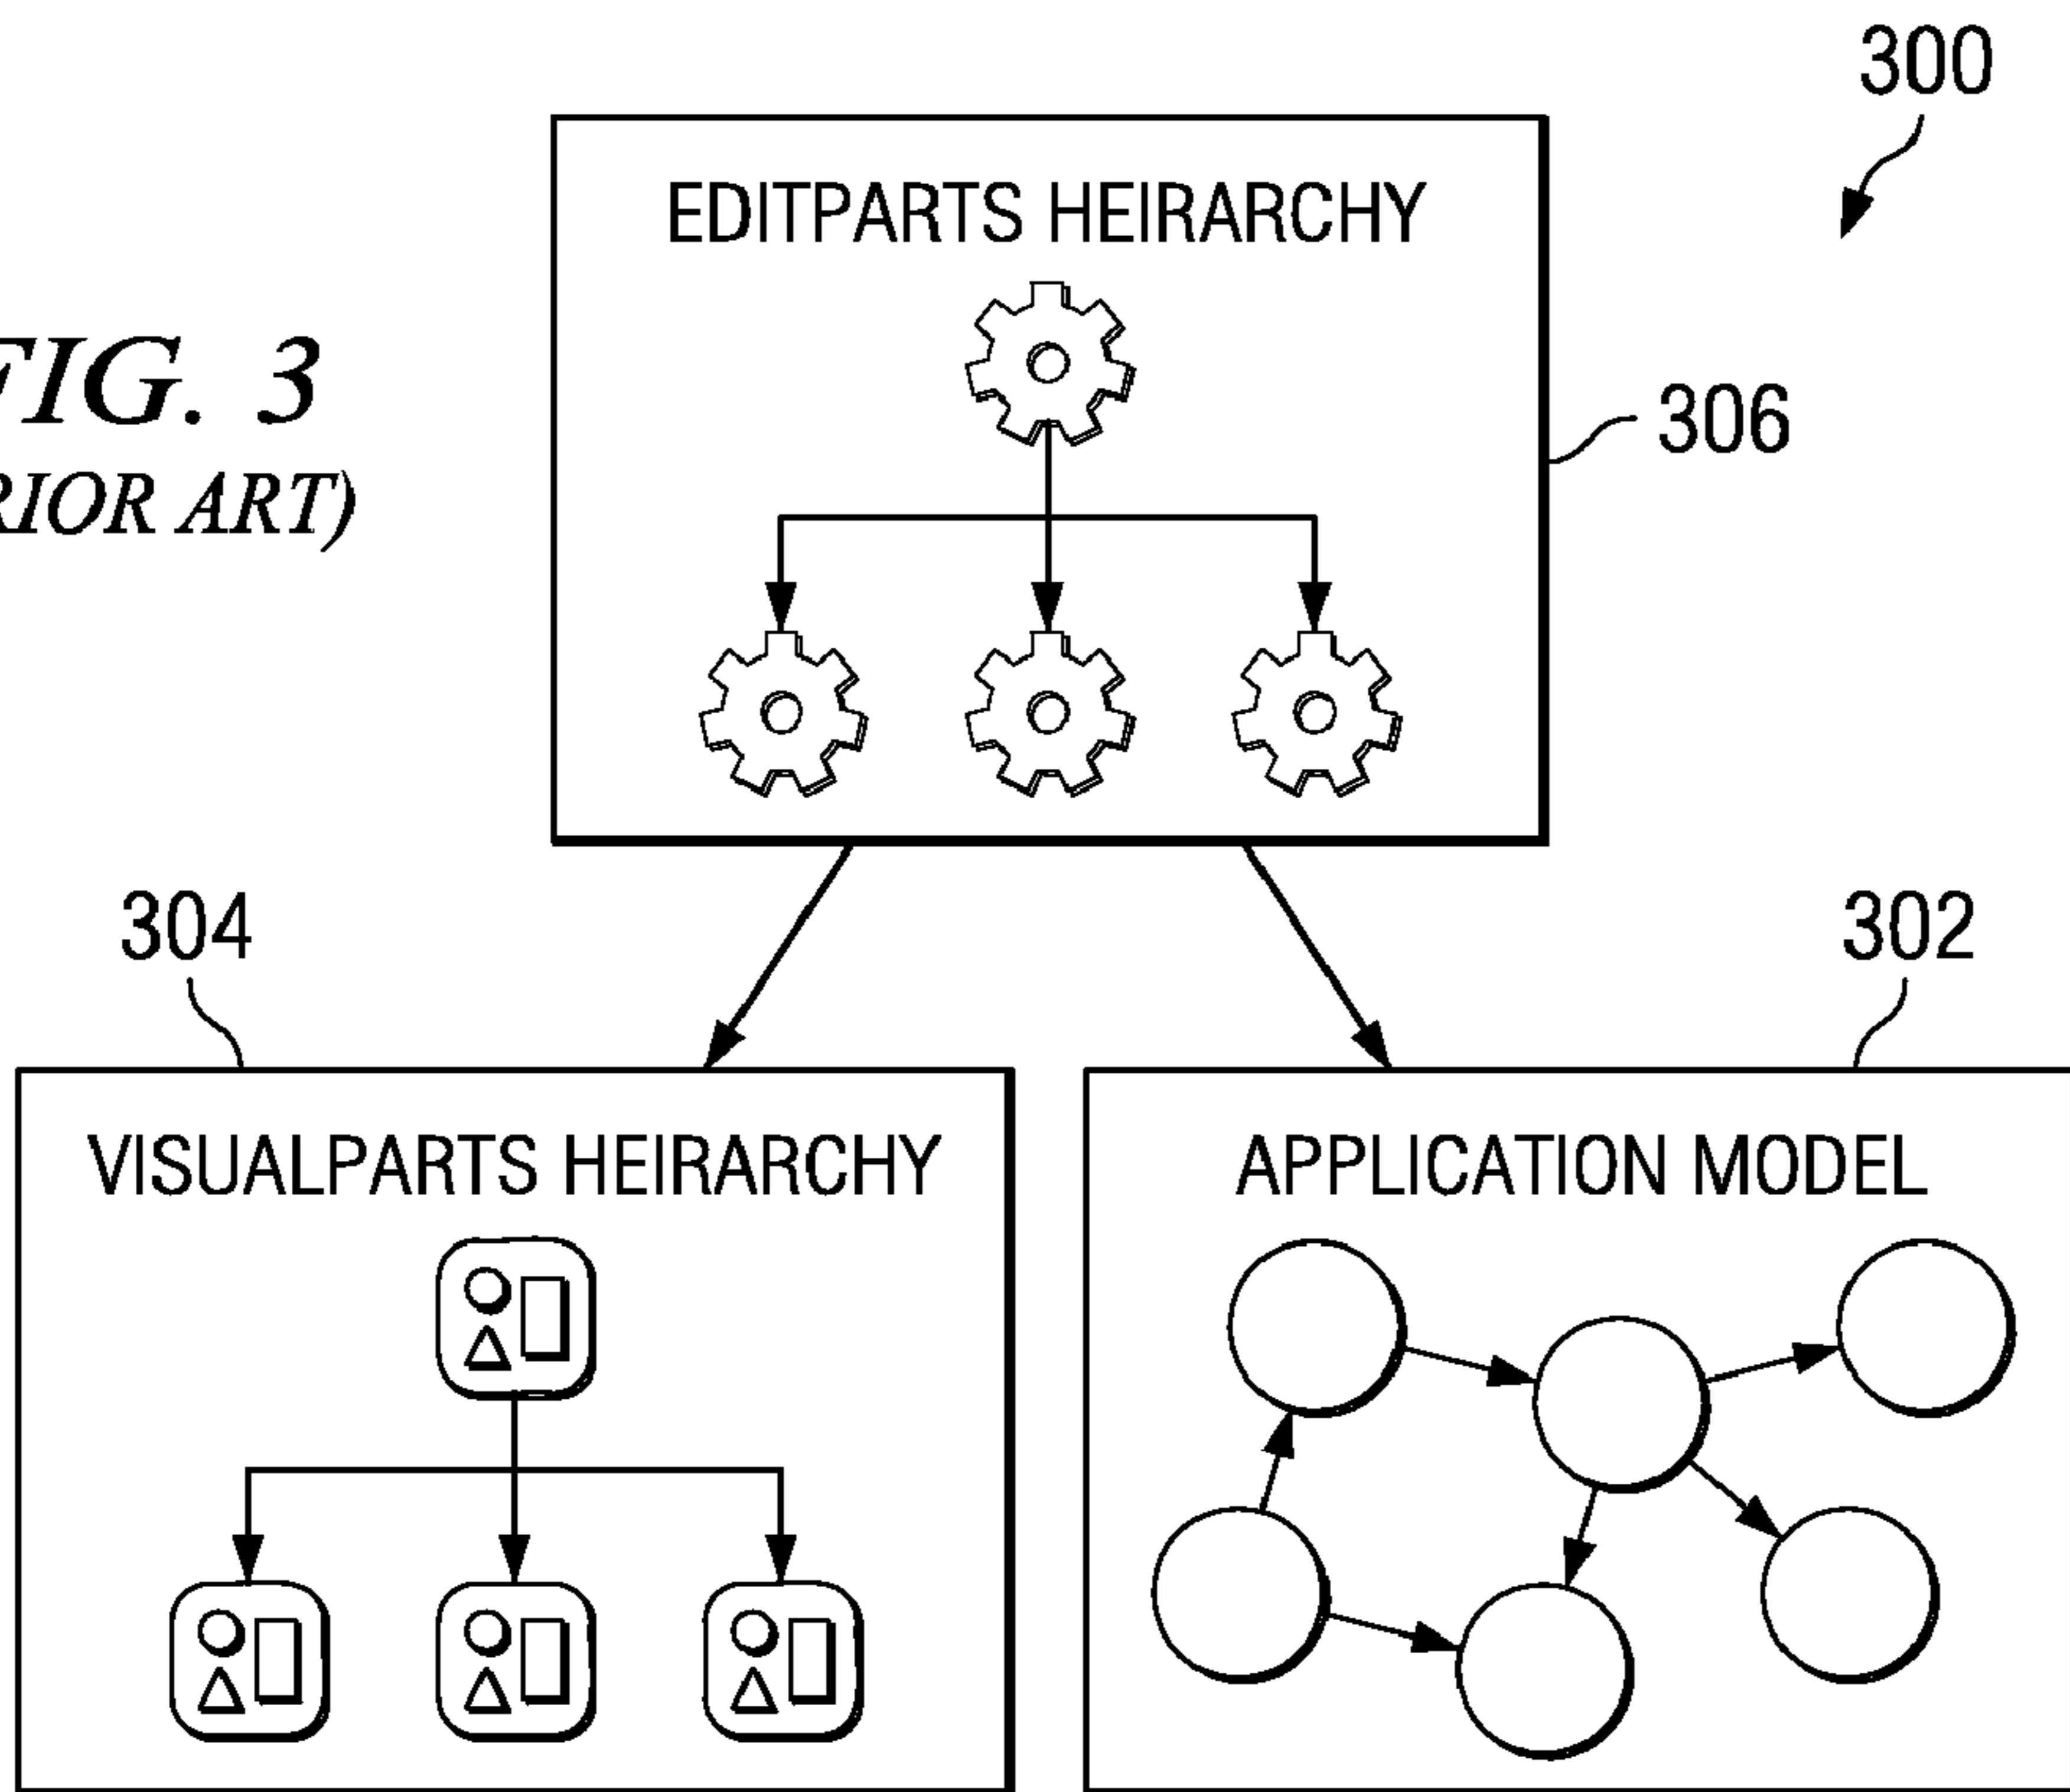 300
EDITPARTS HEIRARCHY
FIG. 3
RIOR ART)
306
304
302
VISUALPARTS HEIRARCHY
APPLICATION MODEL